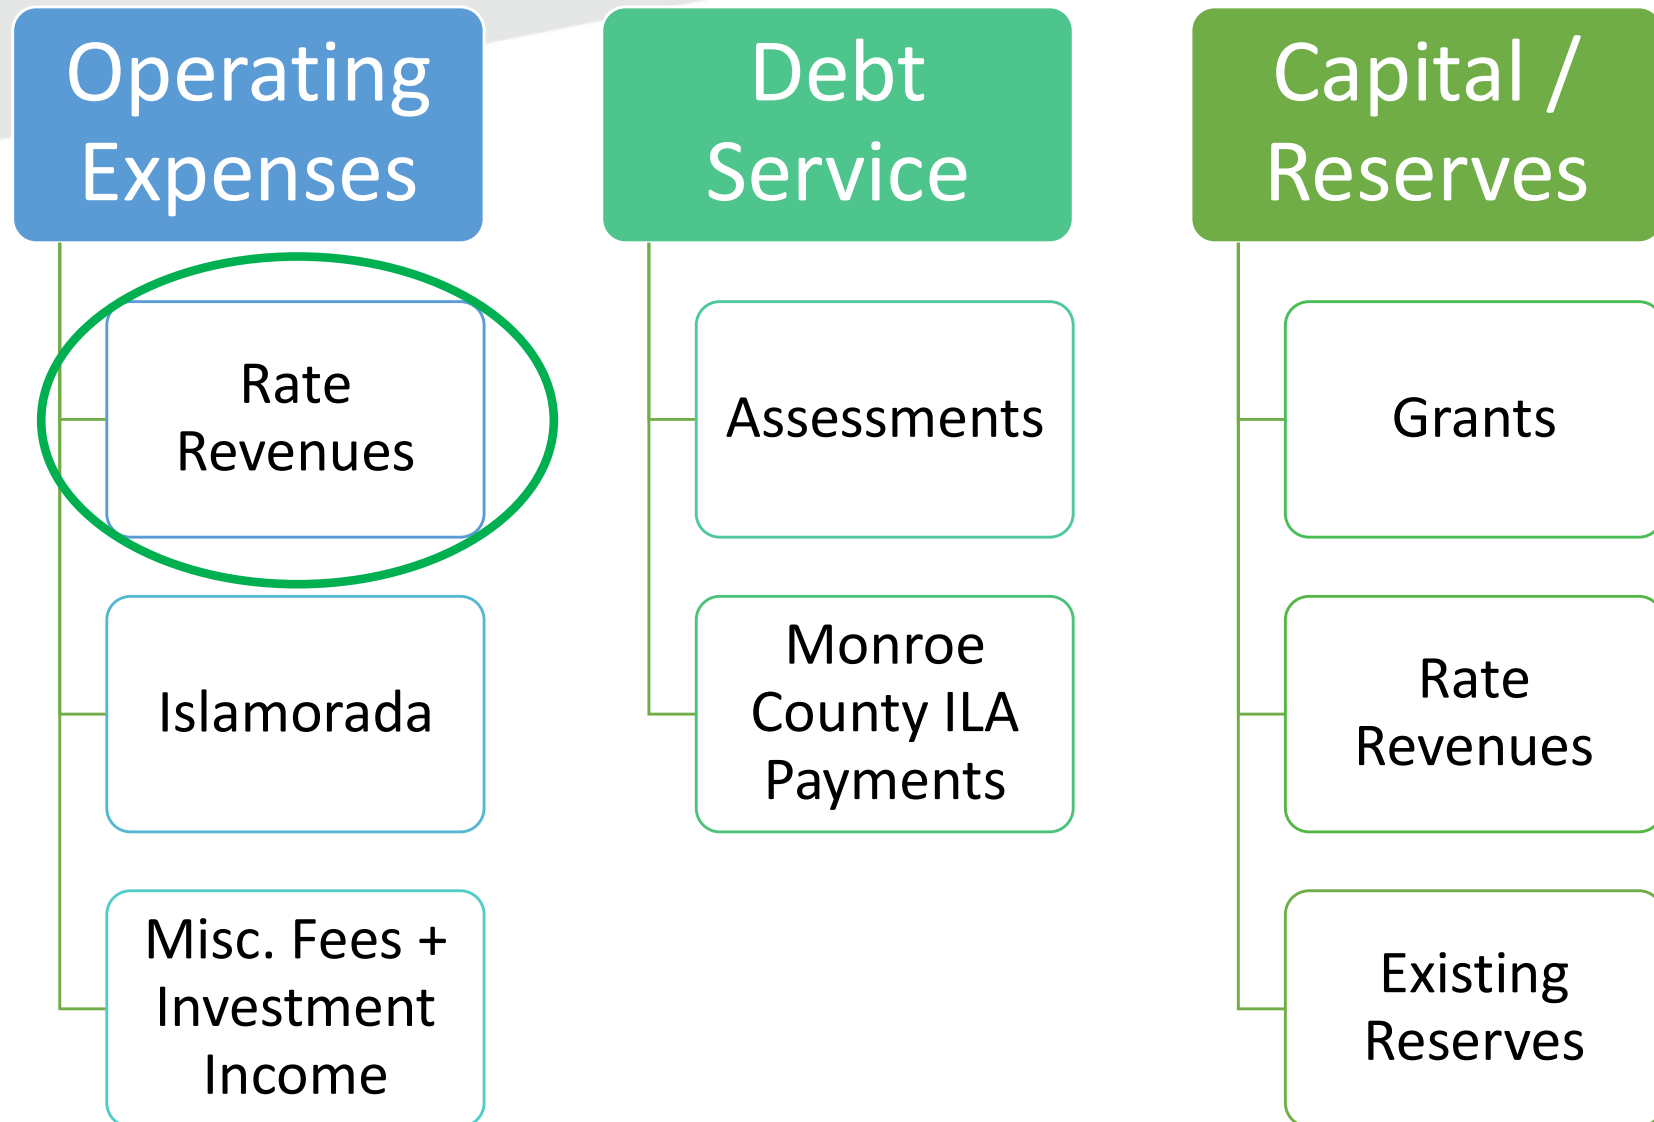 Operating
Expenses
Rate
Revenues
Islamorada
Misc. Fees +
Investment
Income
Debt
Service
Assessments
Monroe
County ILA
Payments
Capital /
Reserves
Grants
Rate
Revenues
Existing
Reserves